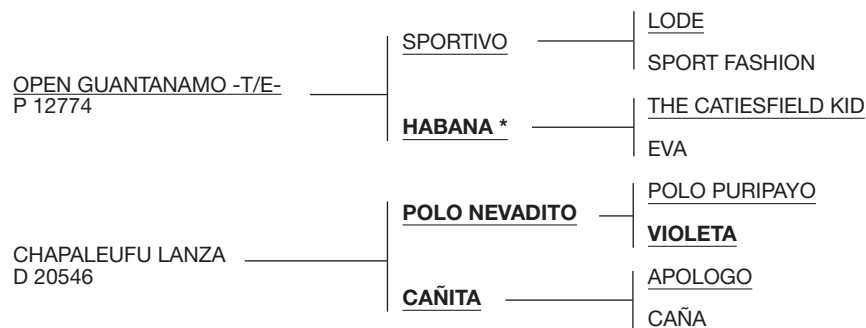 OPEN GUANTANAMO -T/E-
P 12774
SPORTIVO
LODE
SPORT FASHION
HABANA *
THE CATIESFIELD KID
EVA
CHAPALEUFU LANZA
D 20546
POLO NEVADITO
POLO PURIPAYO
VIOLETA
CAÑITA
APOLOGO
CAÑA